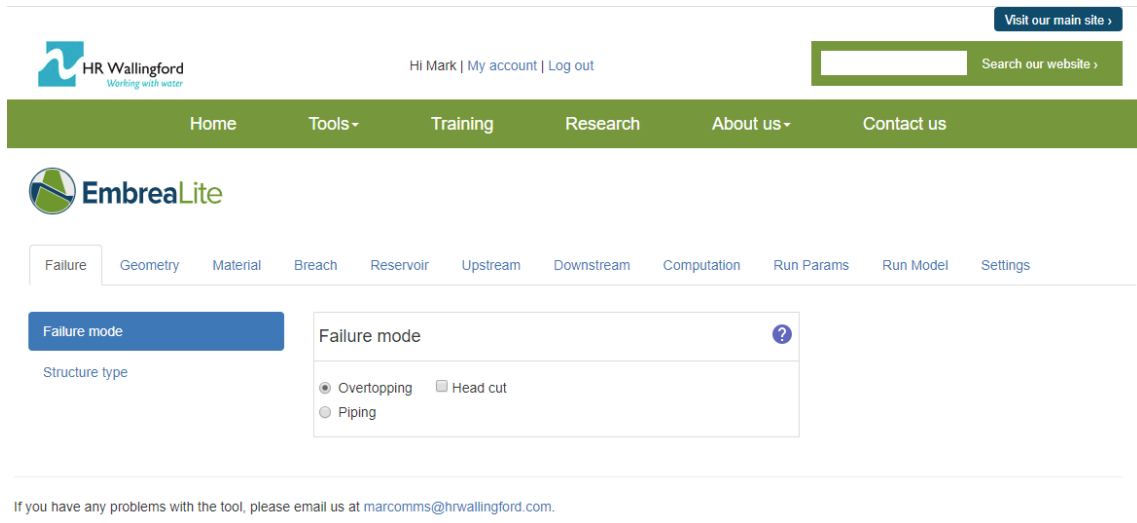 Visit our main site ›
HR Wallingford
Working with water
Hi Mark | My account | Log out
Search our website ›
Home Tools Training Research About us Contact us
EmbreaLite
Failure Geometry Material Breach Reservoir Upstream Downstream Computation Run Params Run Model Settings
Failure mode
Structure type
Failure mode ?
Overtopping Head cut
Piping
If you have any problems with the tool, please email us at marcomms@hrwallingford.com.